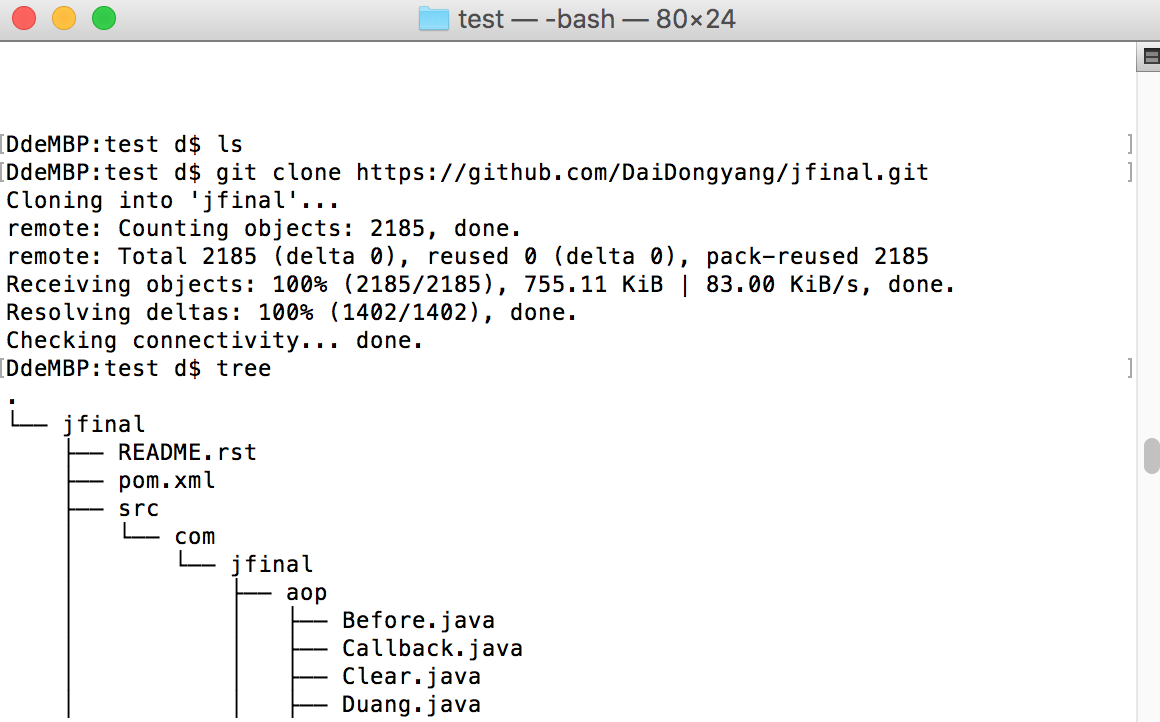 test — -bash — 80×24
DdeMBP:test d$ ls
DdeMBP:test d$ git clone https://github.com/DaiDongyang/jfinal.git
Cloning into 'jfinal'...
remote: Counting objects: 2185, done.
remote: Total 2185 (delta 0), reused 0 (delta 0), pack-reused 2185
Receiving objects: 100% (2185/2185), 755.11 KiB | 83.00 KiB/s, done.
Resolving deltas: 100% (1402/1402), done.
Checking connectivity... done.
DdeMBP:test d$ tree
.
└── jfinal
    ├── README.rst
    ├── pom.xml
    ├── src
    │   └── com
    │       └── jfinal
    │           ├── aop
    │           │   ├── Before.java
    │           │   ├── Callback.java
    │           │   ├── Clear.java
    │           │   ├── Duang.java